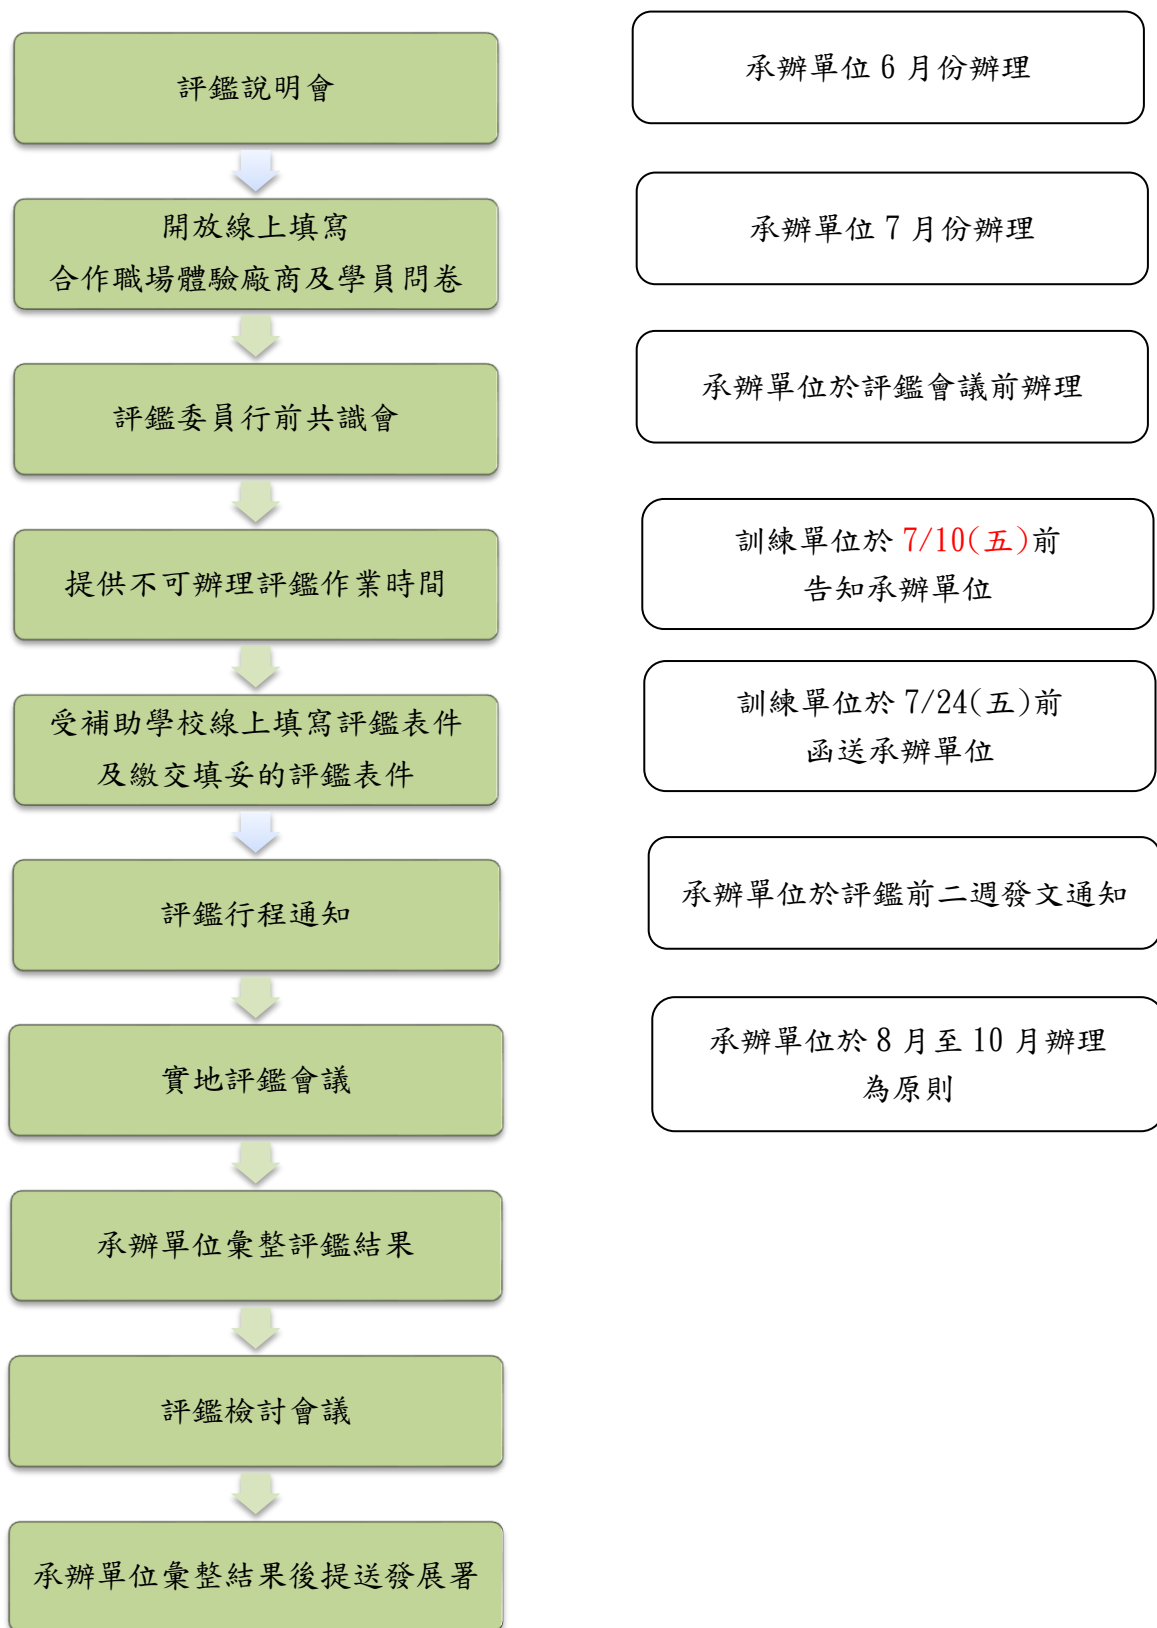 評鑑說明會
承辦單位 6 月份辦理
開放線上填寫
合作職場體驗廠商及學員問卷
承辦單位 7 月份辦理
評鑑委員行前共識會
承辦單位於評鑑會議前辦理
提供不可辦理評鑑作業時間
訓練單位於 7/10(五)前
告知承辦單位
受補助學校線上填寫評鑑表件
及繳交填妥的評鑑表件
訓練單位於 7/24(五)前
函送承辦單位
評鑑行程通知
承辦單位於評鑑前二週發文通知
實地評鑑會議
承辦單位於 8 月至 10 月辦理
為原則
承辦單位彙整評鑑結果
評鑑檢討會議
承辦單位彙整結果後提送發展署